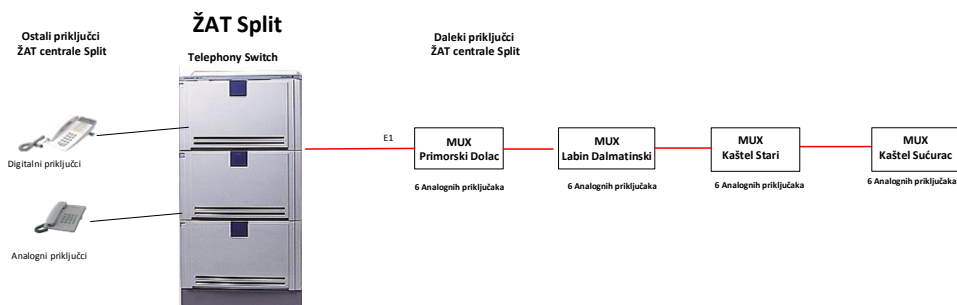 ŽAT Split
Ostali priključci
ŽAT centrale Split
Telephony Switch
Daleki priključci
ŽAT centrale Split
Digitalni priključci
Analogni priključci
E1
MUX
Primorski Dolac
6 Analognih priključaka
MUX
Labin Dalmatinski
6 Analognih priključaka
MUX
Kaštel Stari
6 Analognih priključaka
MUX
Kaštel Sućurac
6 Analognih priključaka